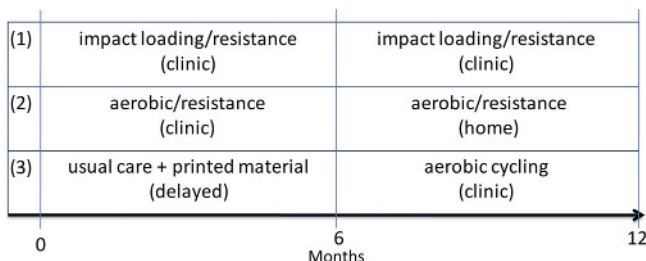 (1) impact loading/resistance impact loading/resistance
(clinic) (clinic)
(2) aerobic/resistance aerobic/resistance
(clinic) (home)
(3) usual care + printed material aerobic cycling
(delayed) (clinic)
0 6 12
Months